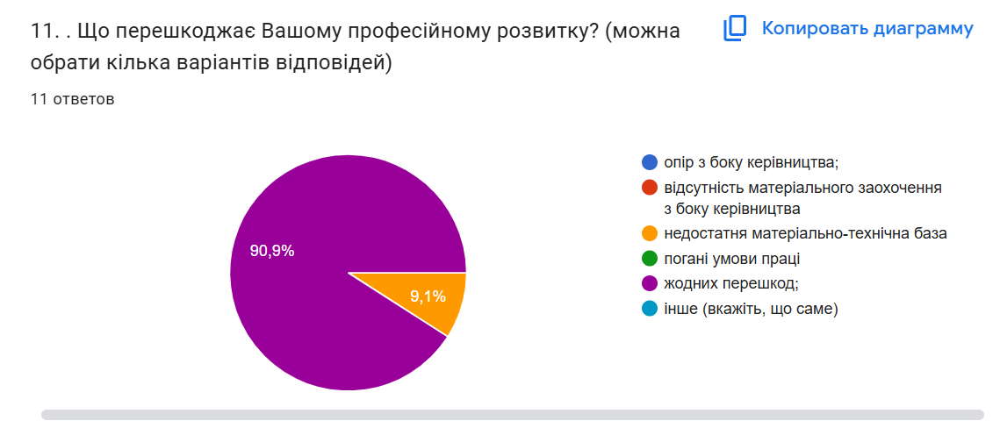 11. . Що перешкоджає Вашому професійному розвитку? (можна
обрати кілька варіантів відповідей)
Копировать диаграмму
11 ответов
90,9%
9,1%
опір з боку керівництва;
відсутність матеріального заохочення
з боку керівництва
недостатня матеріально-технічна база
погані умови праці
жодних перешкод;
інше (вкажіть, що саме)